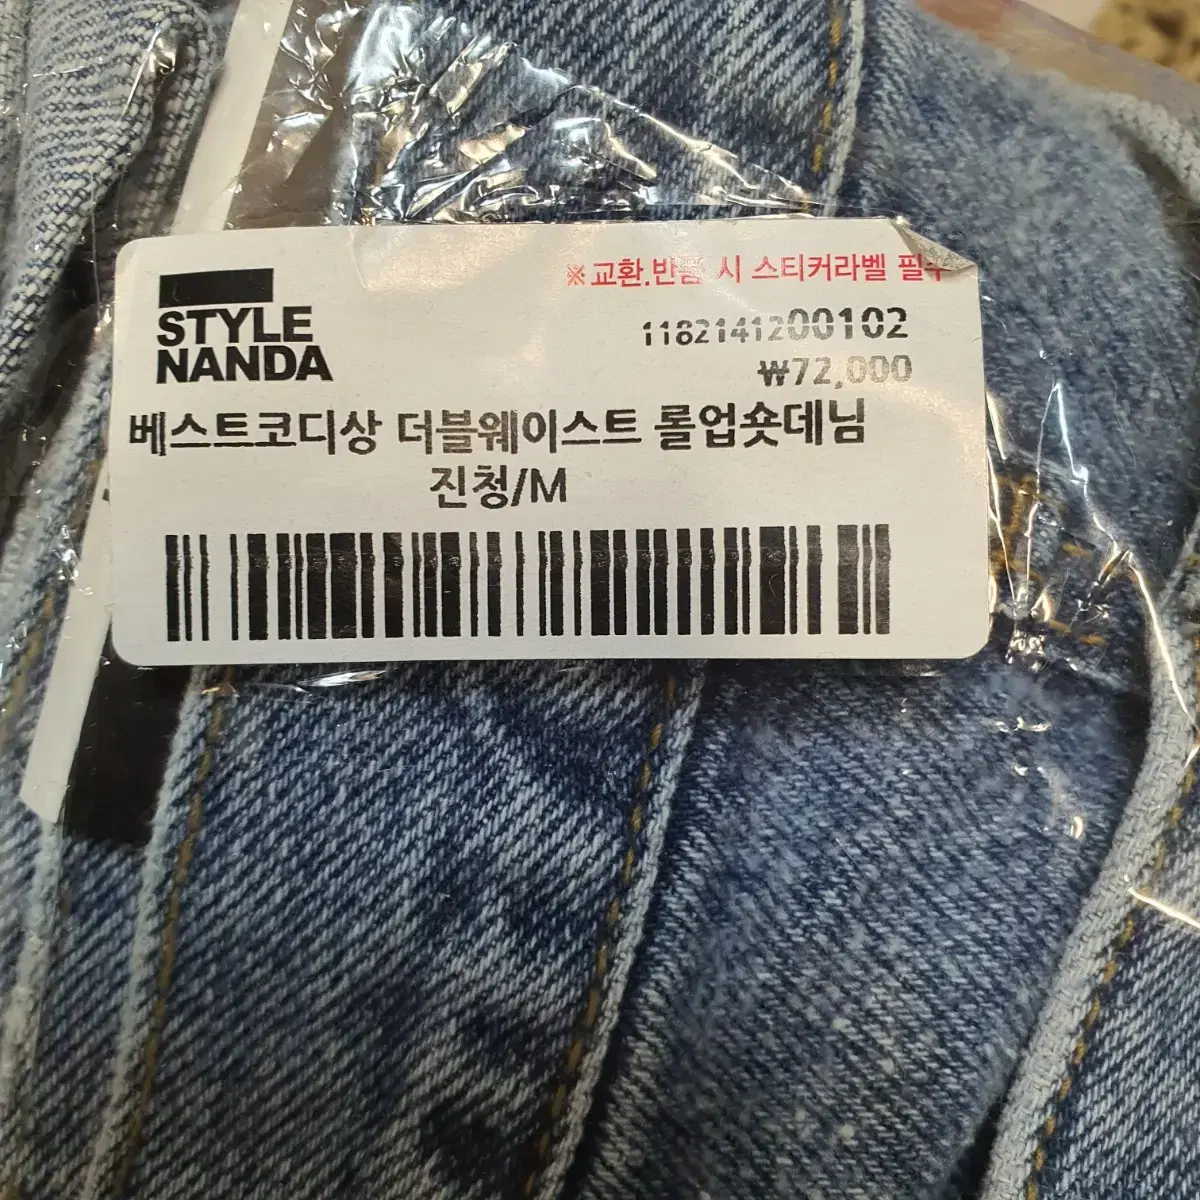 STYLE
NANDA
※교환.반품 시 스티커라벨 필수
1182141200102
₩72,000
베스트코디상 더블웨이스트 롤업숏데님
진청/M